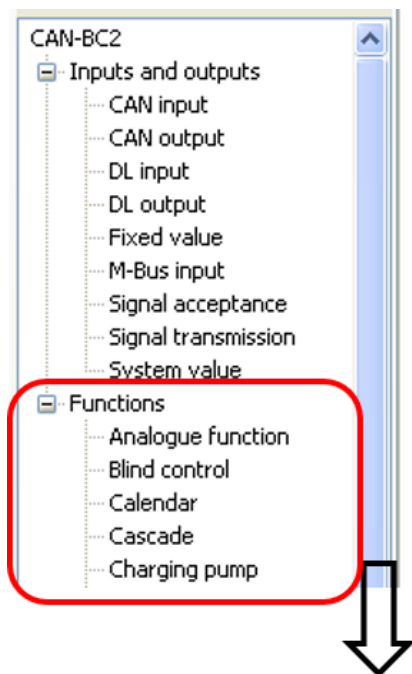 CAN-BC2
Inputs and outputs
CAN input
CAN output
DL input
DL output
Fixed value
M-Bus input
Signal acceptance
Signal transmission
System value
Functions
Analogue function
Blind control
Calendar
Cascade
Charging pump